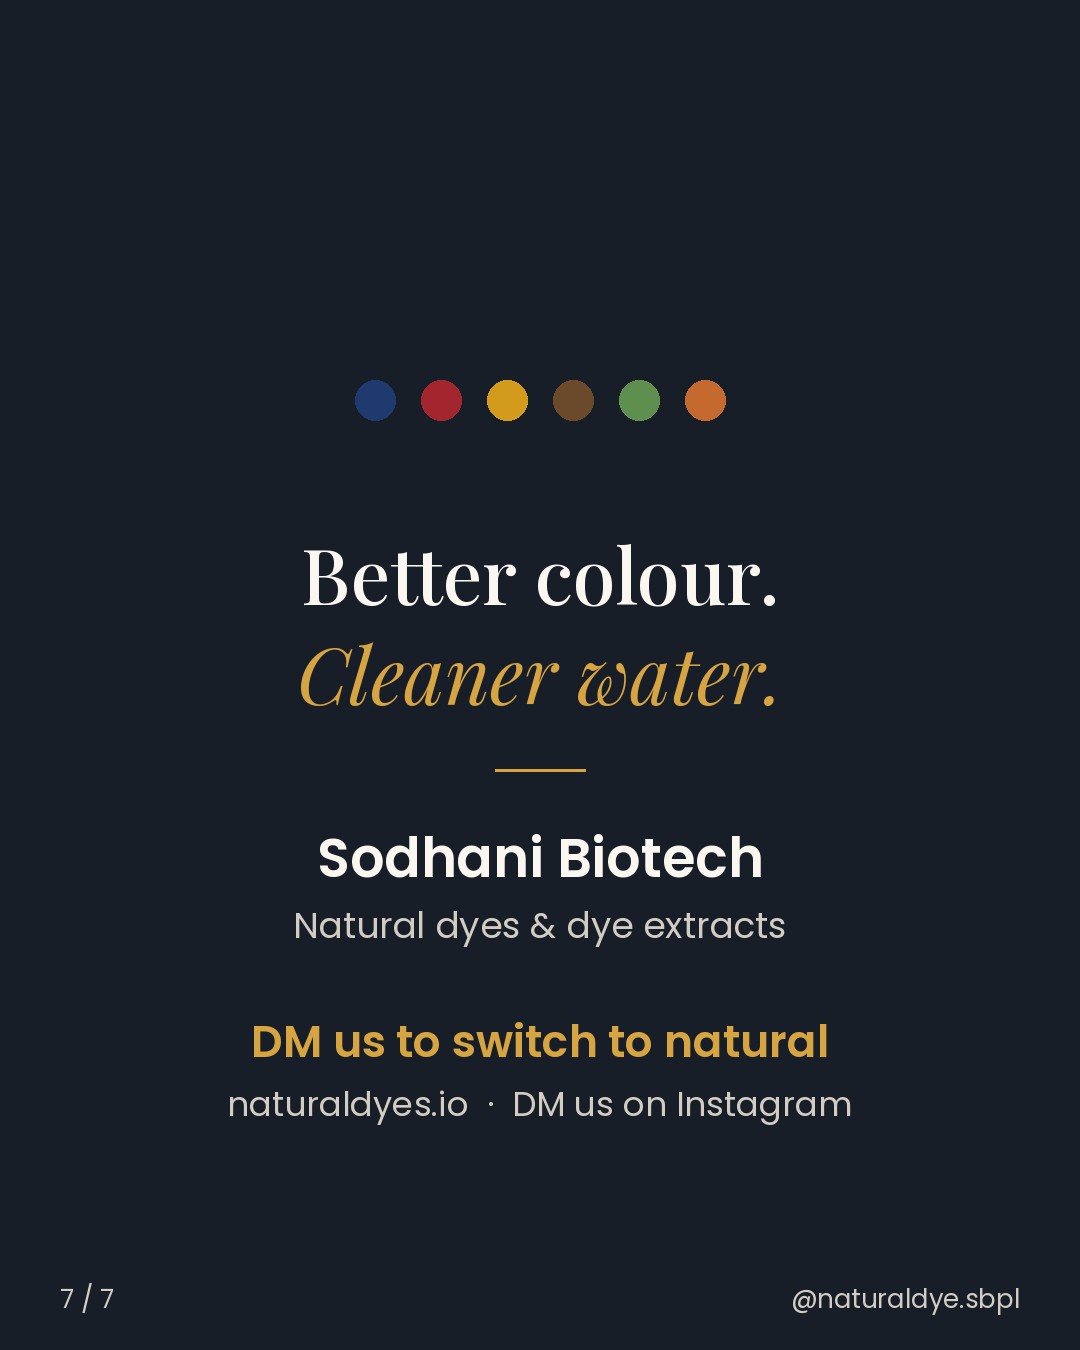 Better colour.
Cleaner water.
Sodhani Biotech
Natural dyes & dye extracts
DM us to switch to natural
naturaldyes.io · DM us on Instagram
7 / 7
@naturaldye.sbpl